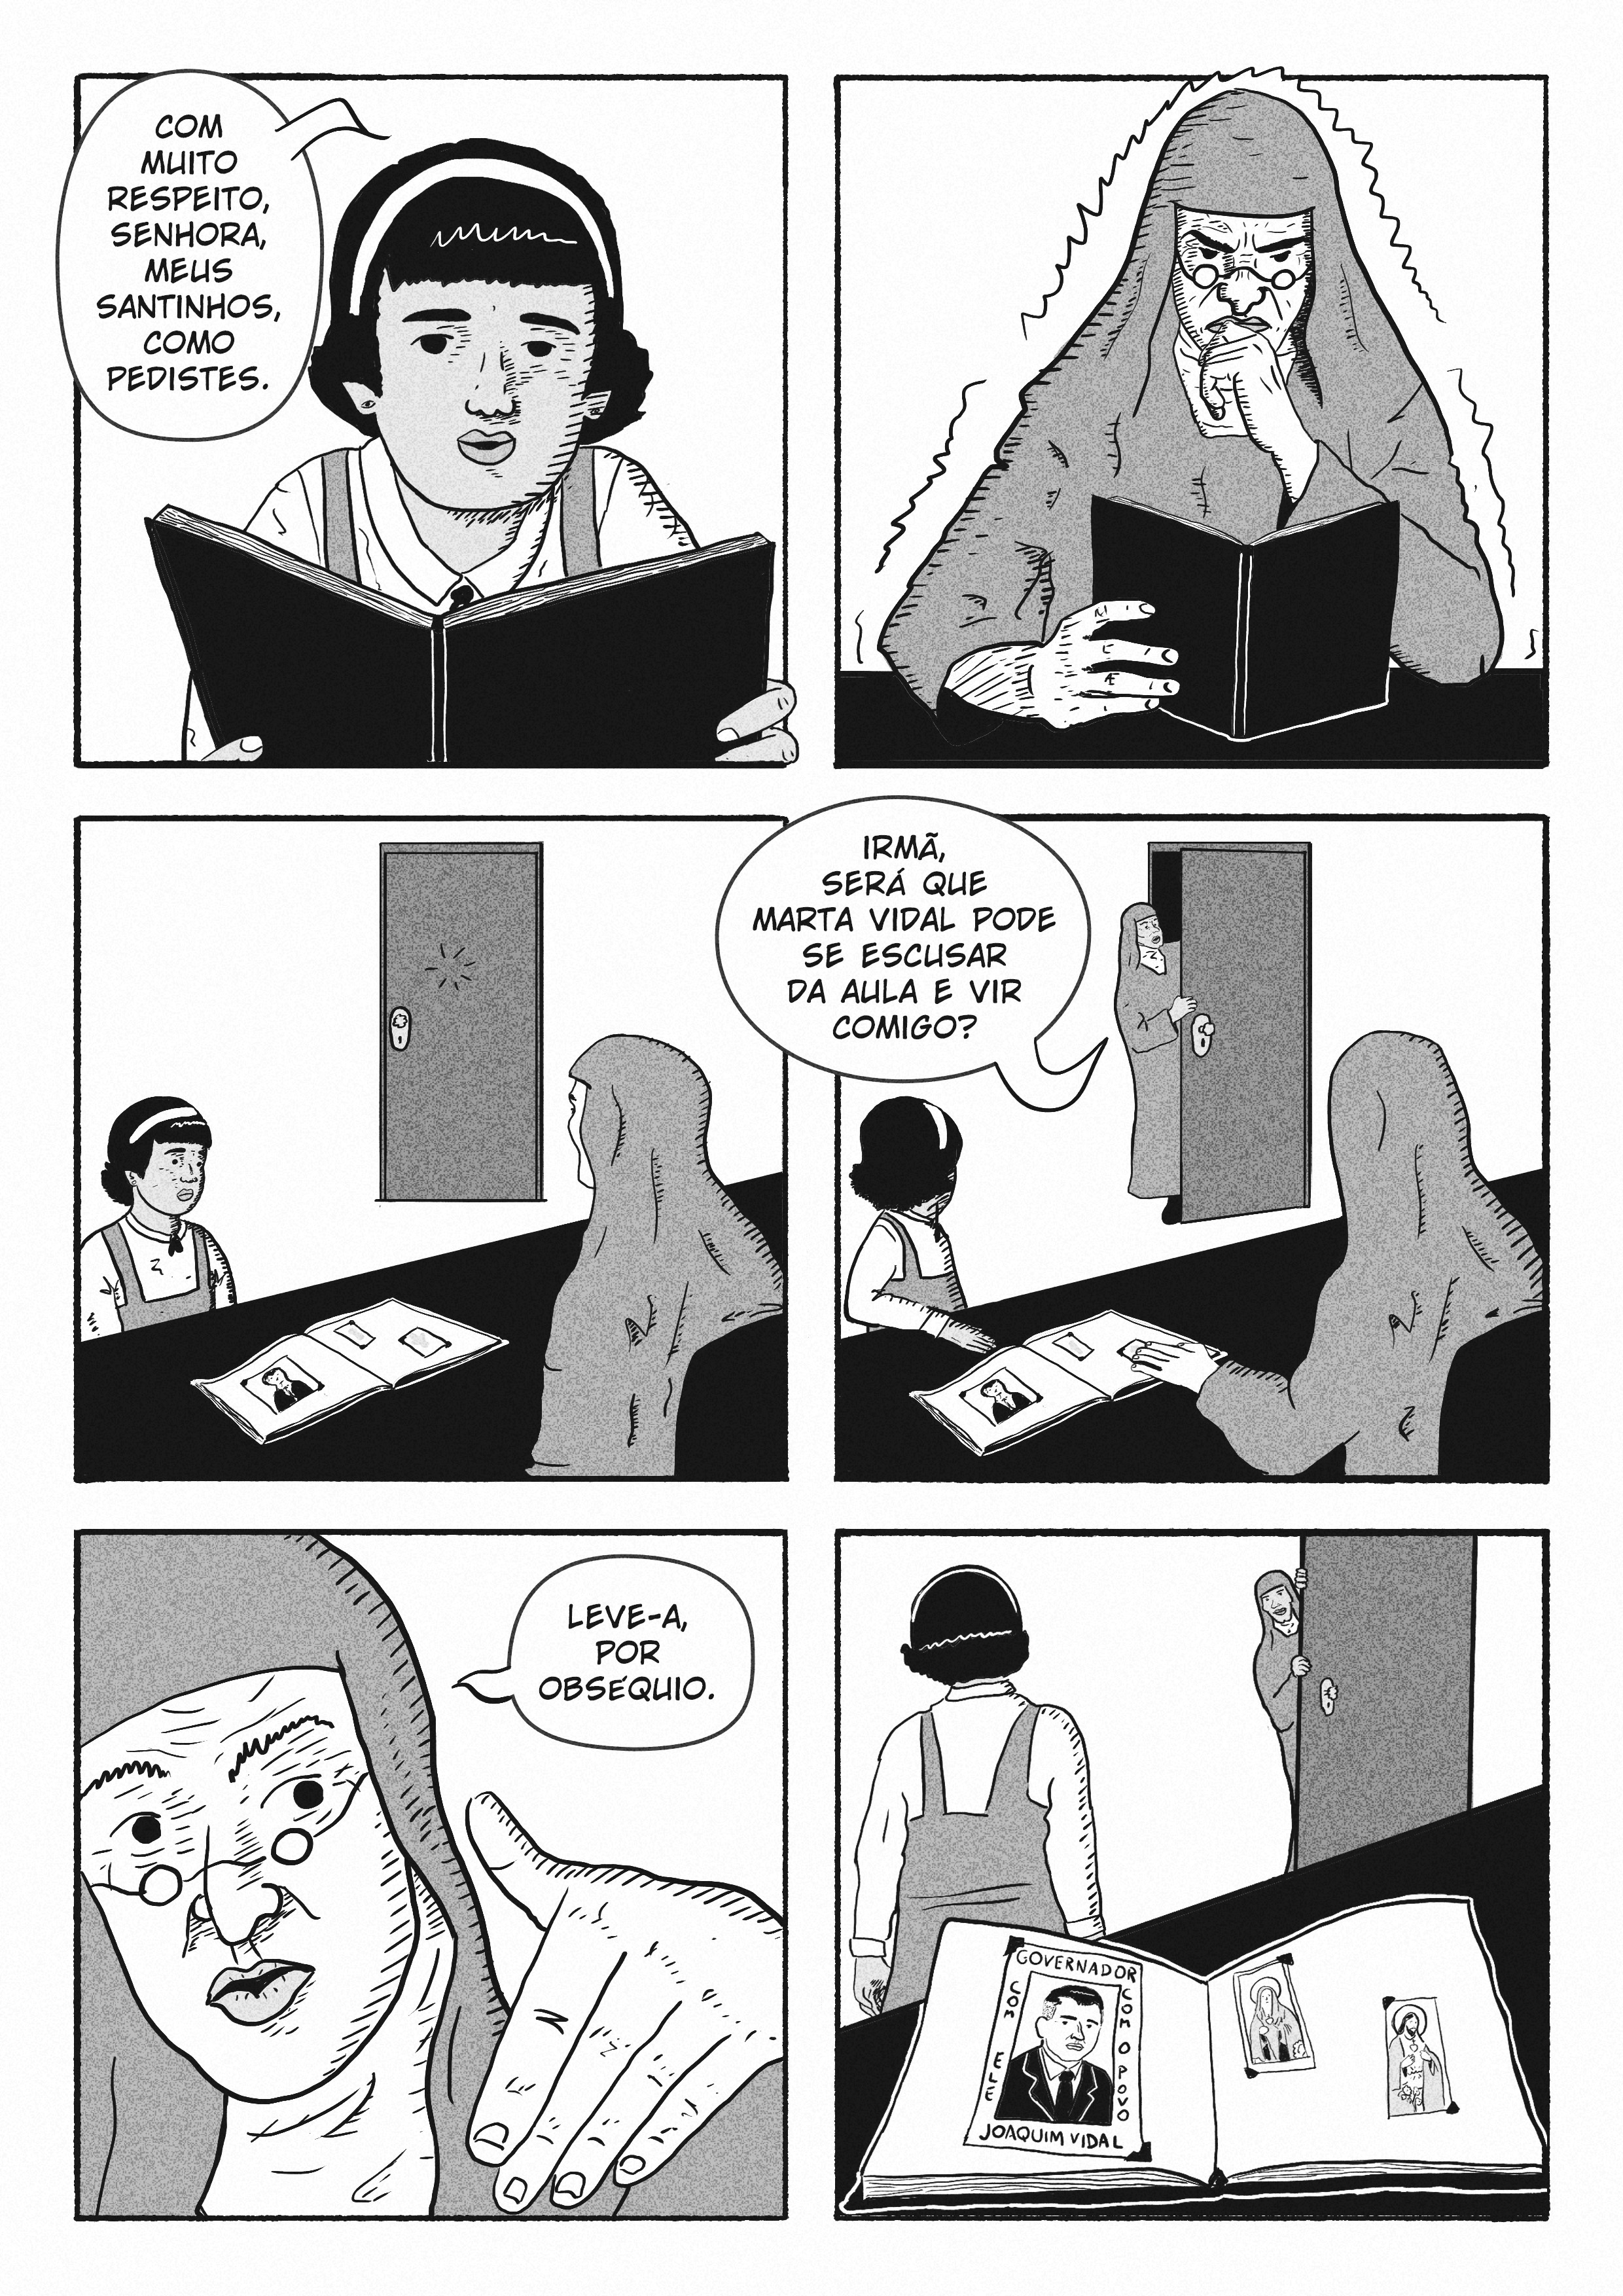 COM
MUITO
RESPEITO,
SENHORA,
MEUS
SANTINHOS,
COMO
PEDISTES.
IRMÃ,
SERÁ QUE
MARTA VIDAL PODE
SE ESCUSAR
DA AULA E VIR
COMIGO?
LEVE-A,
POR
OBSÉQUIO.
GOVERNADOR
COM ELE
COM O POVO
JOAQUIM VIDAL